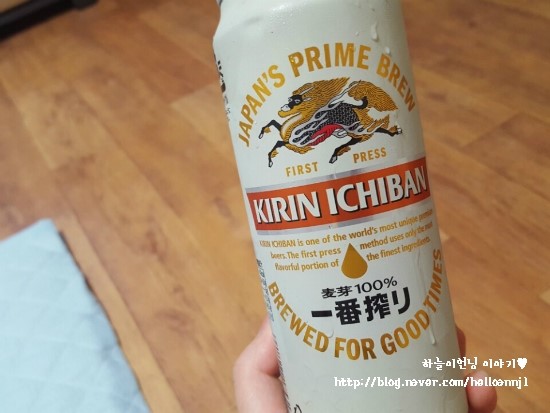 JAPAN'S PRIME BREW
FIRST PRESS
KIRIN ICHIBAN
KIRIN ICHIBAN is one of the world's most unique premium
beers. The first press method uses only the most
flavorful portion of the finest ingredients.
麦芽100%
一番搾り
BREWED FOR GOOD TIMES
하늘이언님 이야기♥
http://blog.naver.com/helloannj1